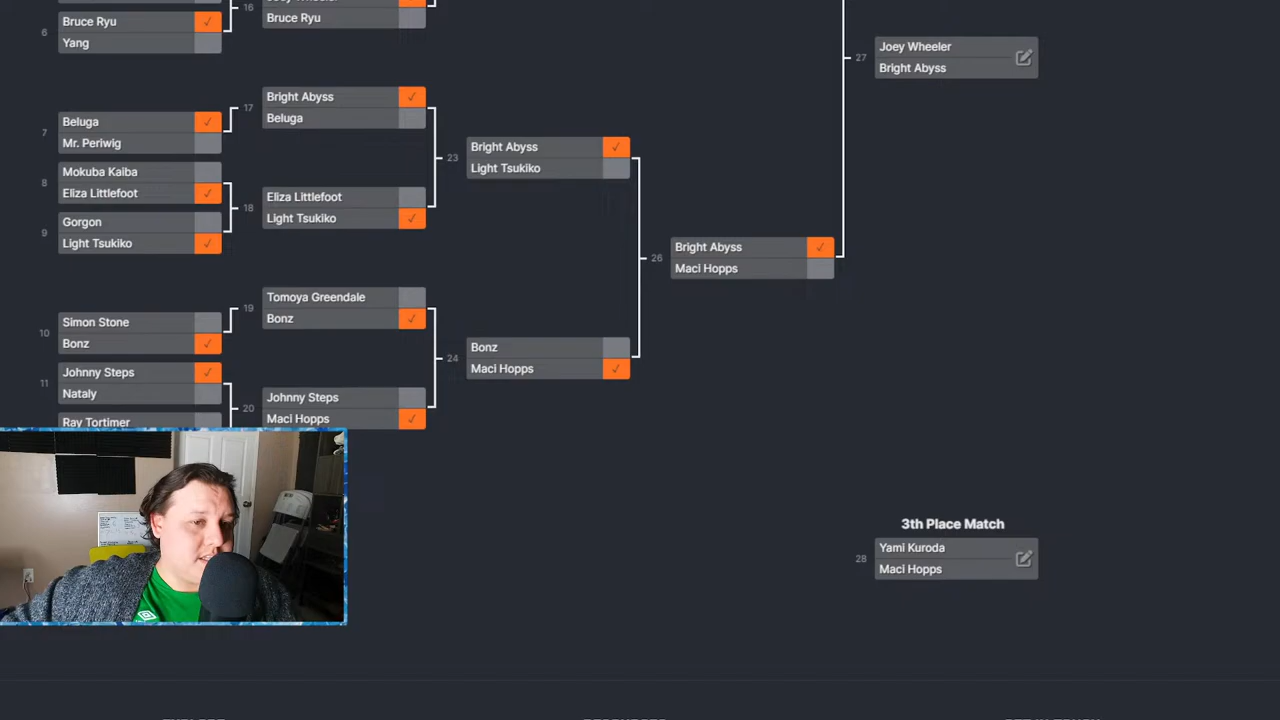 16
Bruce Ryu
6
Bruce Ryu
Yang
27
Joey Wheeler
Bright Abyss
7
Beluga
Mr. Periwig
17
Bright Abyss
Beluga
8
Mokuba Kaiba
Eliza Littlefoot
9
Gorgon
Light Tsukiko
18
Eliza Littlefoot
Light Tsukiko
23
Bright Abyss
Light Tsukiko
26
Bright Abyss
Maci Hopps
10
Simon Stone
Bonz
19
Tomoya Greendale
Bonz
11
Johnny Steps
Nataly
Ray Tortimer
20
Johnny Steps
Maci Hopps
24
Bonz
Maci Hopps
3th Place Match
28
Yami Kuroda
Maci Hopps